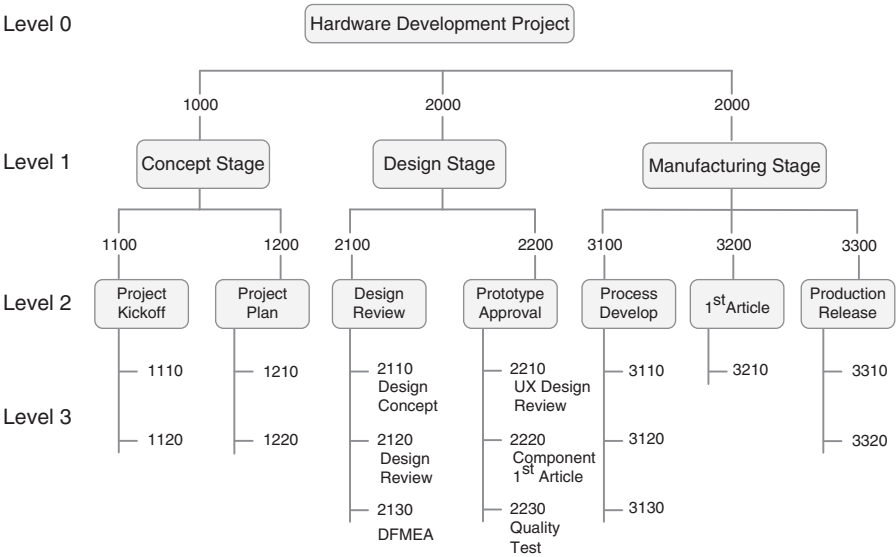 Level 0
Hardware Development Project
1000
2000
2000
Level 1
Concept Stage
Design Stage
Manufacturing Stage
1100
1200
2100
2200
3100
3200
3300
Level 2
Project
Kickoff
Project
Plan
Design
Review
Prototype
Approval
Process
Develop
1st Article
Production
Release
Level 3
1110
1120
1210
1220
2110
Design
Concept
2120
Design
Review
2130
DFMEA
2210
UX Design
Review
2220
Component
1st Article
2230
Quality
Test
3110
3120
3130
3210
3310
3320